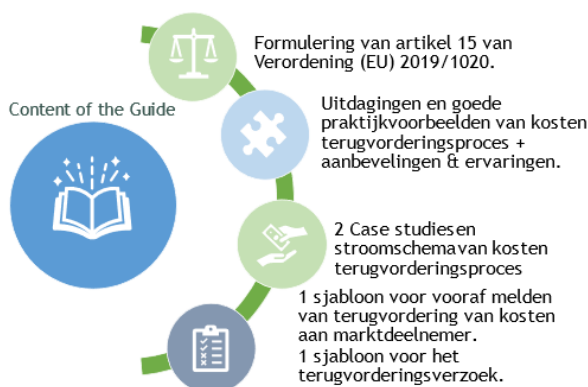 Formulering van artikel 15 van
Verordening (EU) 2019/1020.
Content of the Guide
Uitdagingen en goede
praktijkvoorbeelden van kosten
terugvorderingsproces +
aanbevelingen & ervaringen.
2 Case studiesen
stroomschemavan kosten
terugvorderingsproces
1 sjabloon voor vooraf melden
van terugvordering van kosten
aan marktdeelnemer.
1 sjabloon voor het
terugvorderingsverzoek.